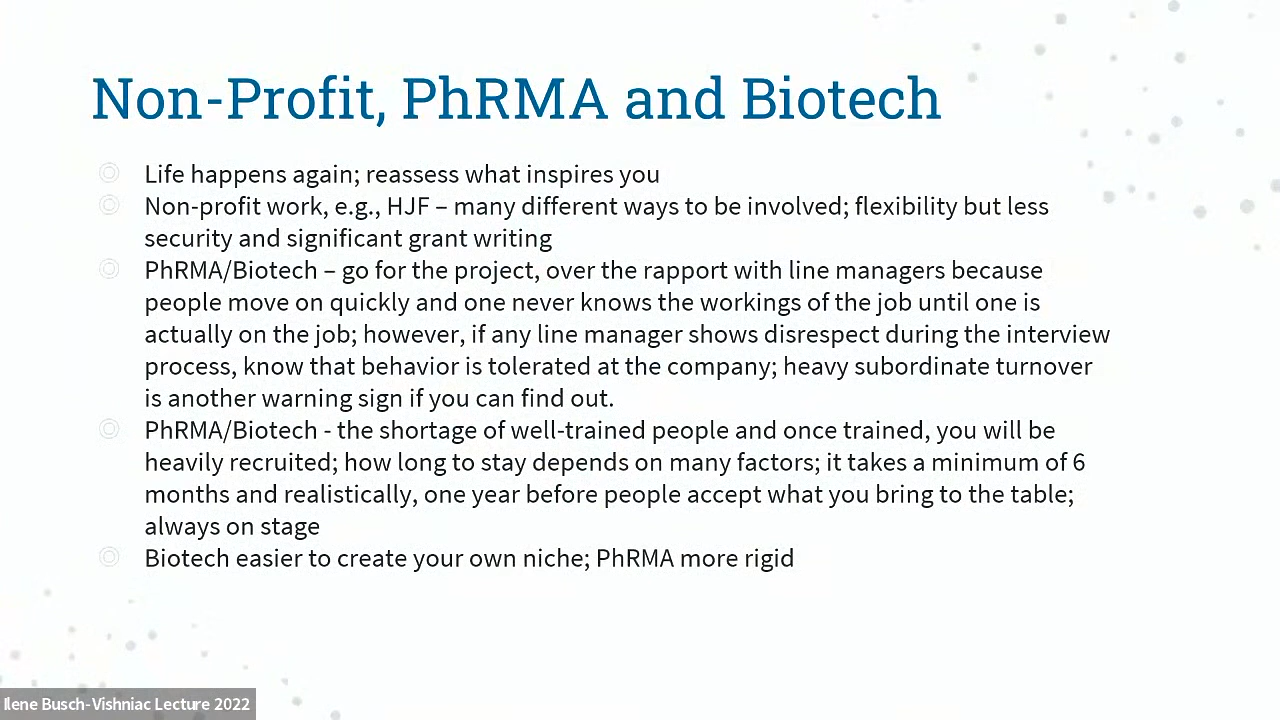 Non-Profit, PhRMA and Biotech
Life happens again; reassess what inspires you
Non-profit work, e.g., HJF – many different ways to be involved; flexibility but less
security and significant grant writing
PhRMA/Biotech – go for the project, over the rapport with line managers because
people move on quickly and one never knows the workings of the job until one is
actually on the job; however, if any line manager shows disrespect during the interview
process, know that behavior is tolerated at the company; heavy subordinate turnover
is another warning sign if you can find out.
PhRMA/Biotech - the shortage of well-trained people and once trained, you will be
heavily recruited; how long to stay depends on many factors; it takes a minimum of 6
months and realistically, one year before people accept what you bring to the table;
always on stage
Biotech easier to create your own niche; PhRMA more rigid
Ilene Busch-Vishniac Lecture 2022